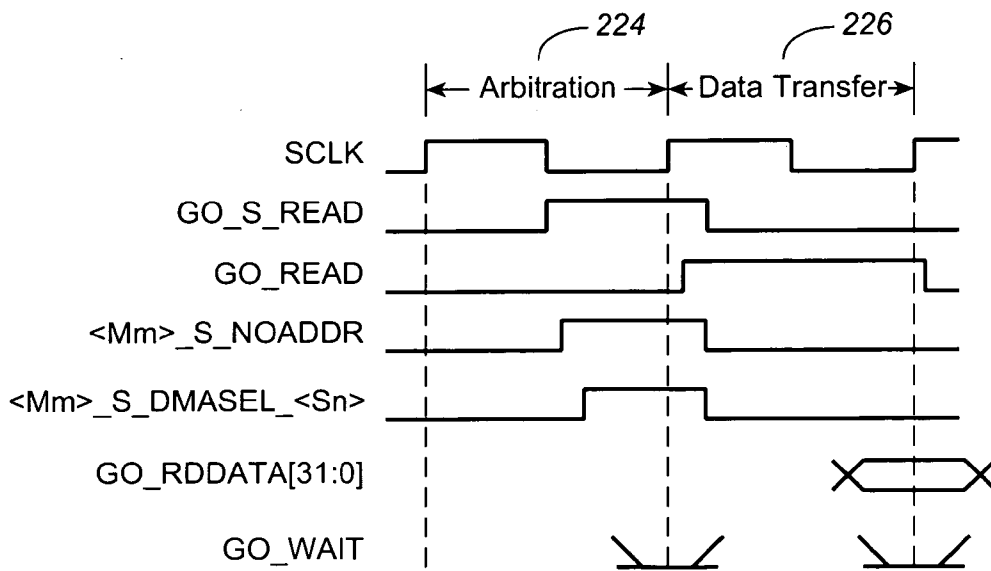 224
226
Arbitration
Data Transfer
SCLK
GO_S_READ
GO_READ
<Mm>_S_NOADDR
<Mm>_S_DMASEL_<Sn>
GO_RDDATA[31:0]
GO_WAIT